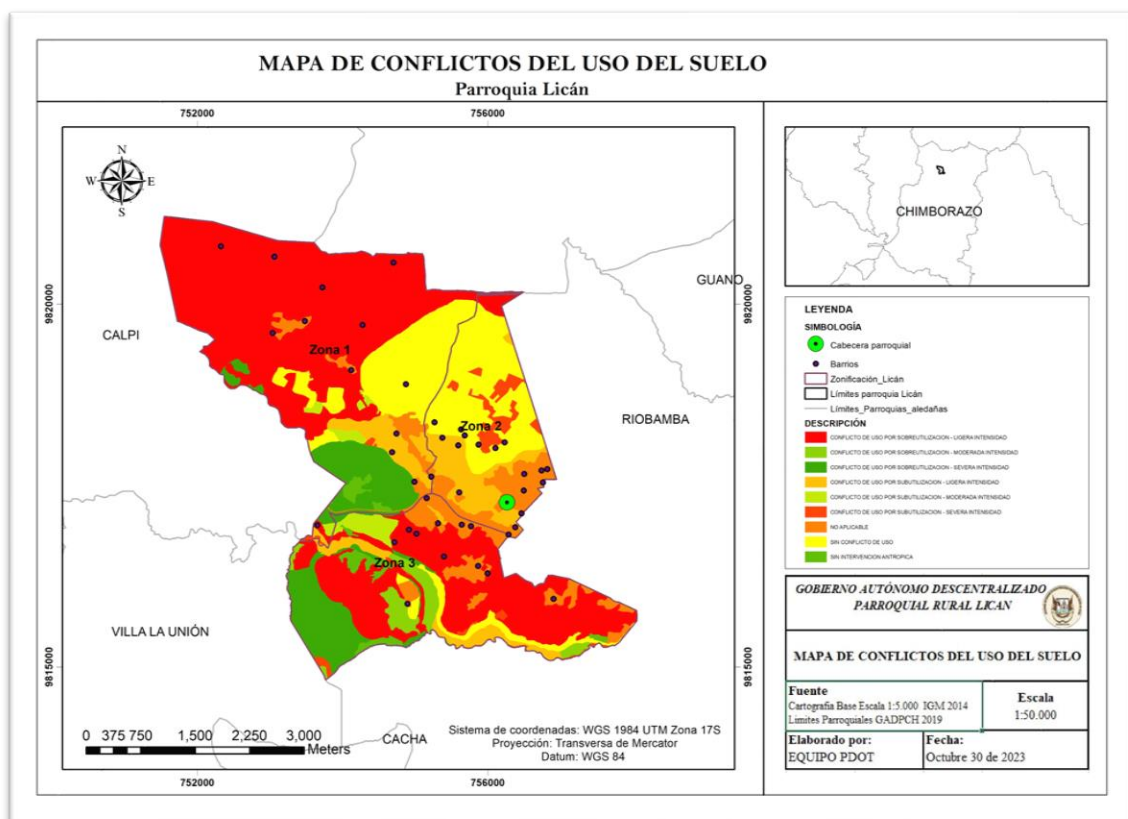 MAPA DE CONFLICTOS DEL USO DEL SUELO
Parroquia Licán
752000
756000
N
W
E
S
CHIMBORAZO
GUANO
9820000
9820000
CALPI
Zona 1
RIOBAMBA
Zona 2
Zona 3
VILLA LA UNIÓN
9815000
9815000
CACHA
0 375 750 1,500 2,250 3,000
Meters
Sistema de coordenadas: WGS 1984 UTM Zona 17S
Proyección: Transversa de Mercator
Datum: WGS 84
752000
756000
LEYENDA
SIMBOLOGÍA
Cabecera parroquial
Barrios
Zonificación_Licán
Límites parroquia Licán
Límites_Parroquias_aledañas
DESCRIPCIÓN
CONFLICTO DE USO POR SOBREUTILIZACION - LIGERA INTENSIDAD
CONFLICTO DE USO POR SOBREUTILIZACION - MODERADA INTENSIDAD
CONFLICTO DE USO POR SOBREUTILIZACION - SEVERA INTENSIDAD
CONFLICTO DE USO POR SUBUTILIZACION - LIGERA INTENSIDAD
CONFLICTO DE USO POR SUBUTILIZACION - MODERADA INTENSIDAD
CONFLICTO DE USO POR SUBUTILIZACION - SEVERA INTENSIDAD
NO APLICABLE
SIN CONFLICTO DE USO
SIN INTERVENCION ANTROPICA
GOBIERNO AUTÓNOMO DESCENTRALIZADO
PARROQUIAL RURAL LICAN
MAPA DE CONFLICTOS DEL USO DEL SUELO
Fuente
Cartografia Base Escala 1:5.000 IGM 2014
Limites Parroquiales GADPCH 2019
Escala
1:50.000
Elaborado por:
EQUIPO PDOT
Fecha:
Octubre 30 de 2023